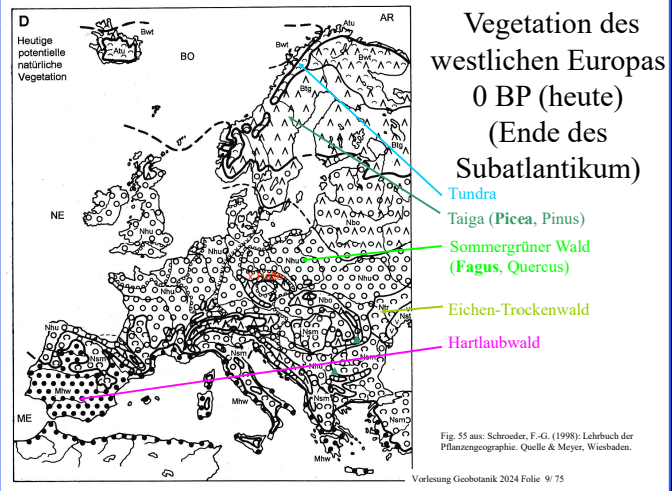 D
Heutige
potentielle
natürliche
Vegetation
Atu
Bwt
BO
AR
Atu
Bwt
Bwt
Btg
Btg
NE
Nhu
Nbo
Nhu
Nhu
Nhu
Nbo
Ntr
Nst
Nhu
Nsm
Nsm
Nsm
Nhu
Nsm
Nsm
Mhw
Mhw
Mhw
ME
Vegetation des
westlichen Europas
0 BP (heute)
(Ende des
Subatlantikum)
Tundra
Taiga (Picea, Pinus)
Sommergrüner Wald
(Fagus, Quercus)
Eichen-Trockenwald
Hartlaubwald
Fig. 55 aus: Schroeder, F.-G. (1998): Lehrbuch der
Pflanzengeographie. Quelle & Meyer, Wiesbaden.
Vorlesung Geobotanik 2024 Folie 9/ 75